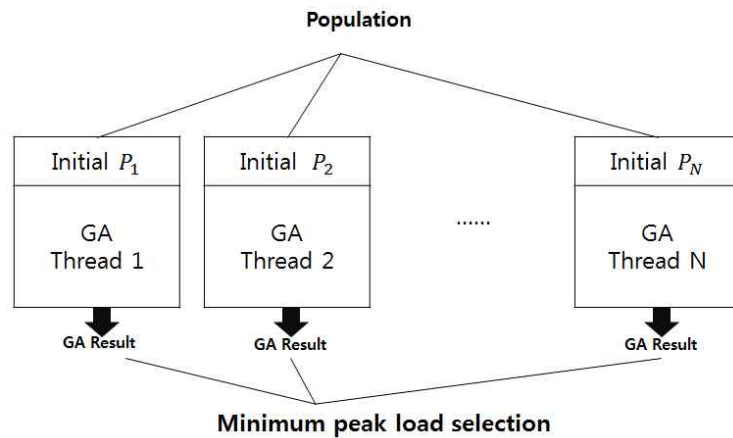 Population
Initial P₁
Initial P₂
Initial P_N
GA
Thread 1
GA
Thread 2
......
GA
Thread N
GA Result
GA Result
GA Result
Minimum peak load selection